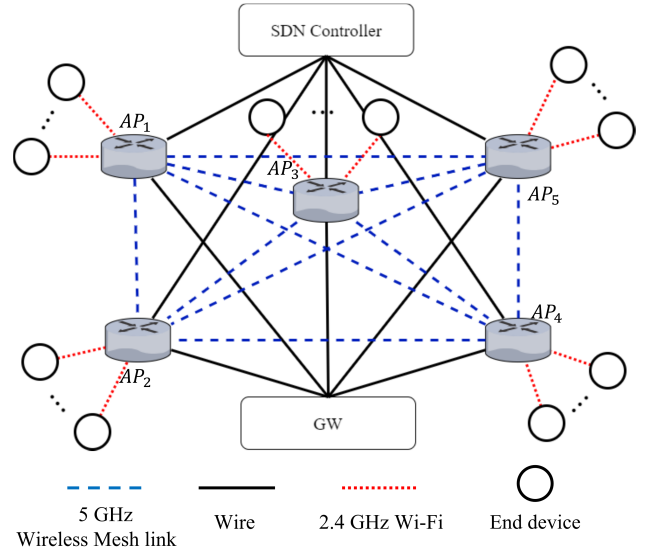 SDN Controller
AP₁
...
AP₃
AP₅
AP₄
AP₂
GW
5 GHz
Wireless Mesh link
Wire
2.4 GHz Wi-Fi
End device